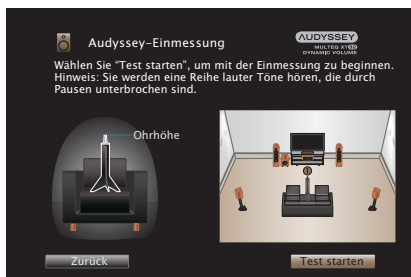 Audyssey-Einmessung
AUDYSSEY
MULTEQ XT32
DYNAMIC VOLUME
Wählen Sie “Test starten”, um mit der Einmessung zu beginnen.
Hinweis: Sie werden eine Reihe lauter Töne hören, die durch
Pausen unterbrochen sind.
Ohrhöhe
Zurück
Test starten